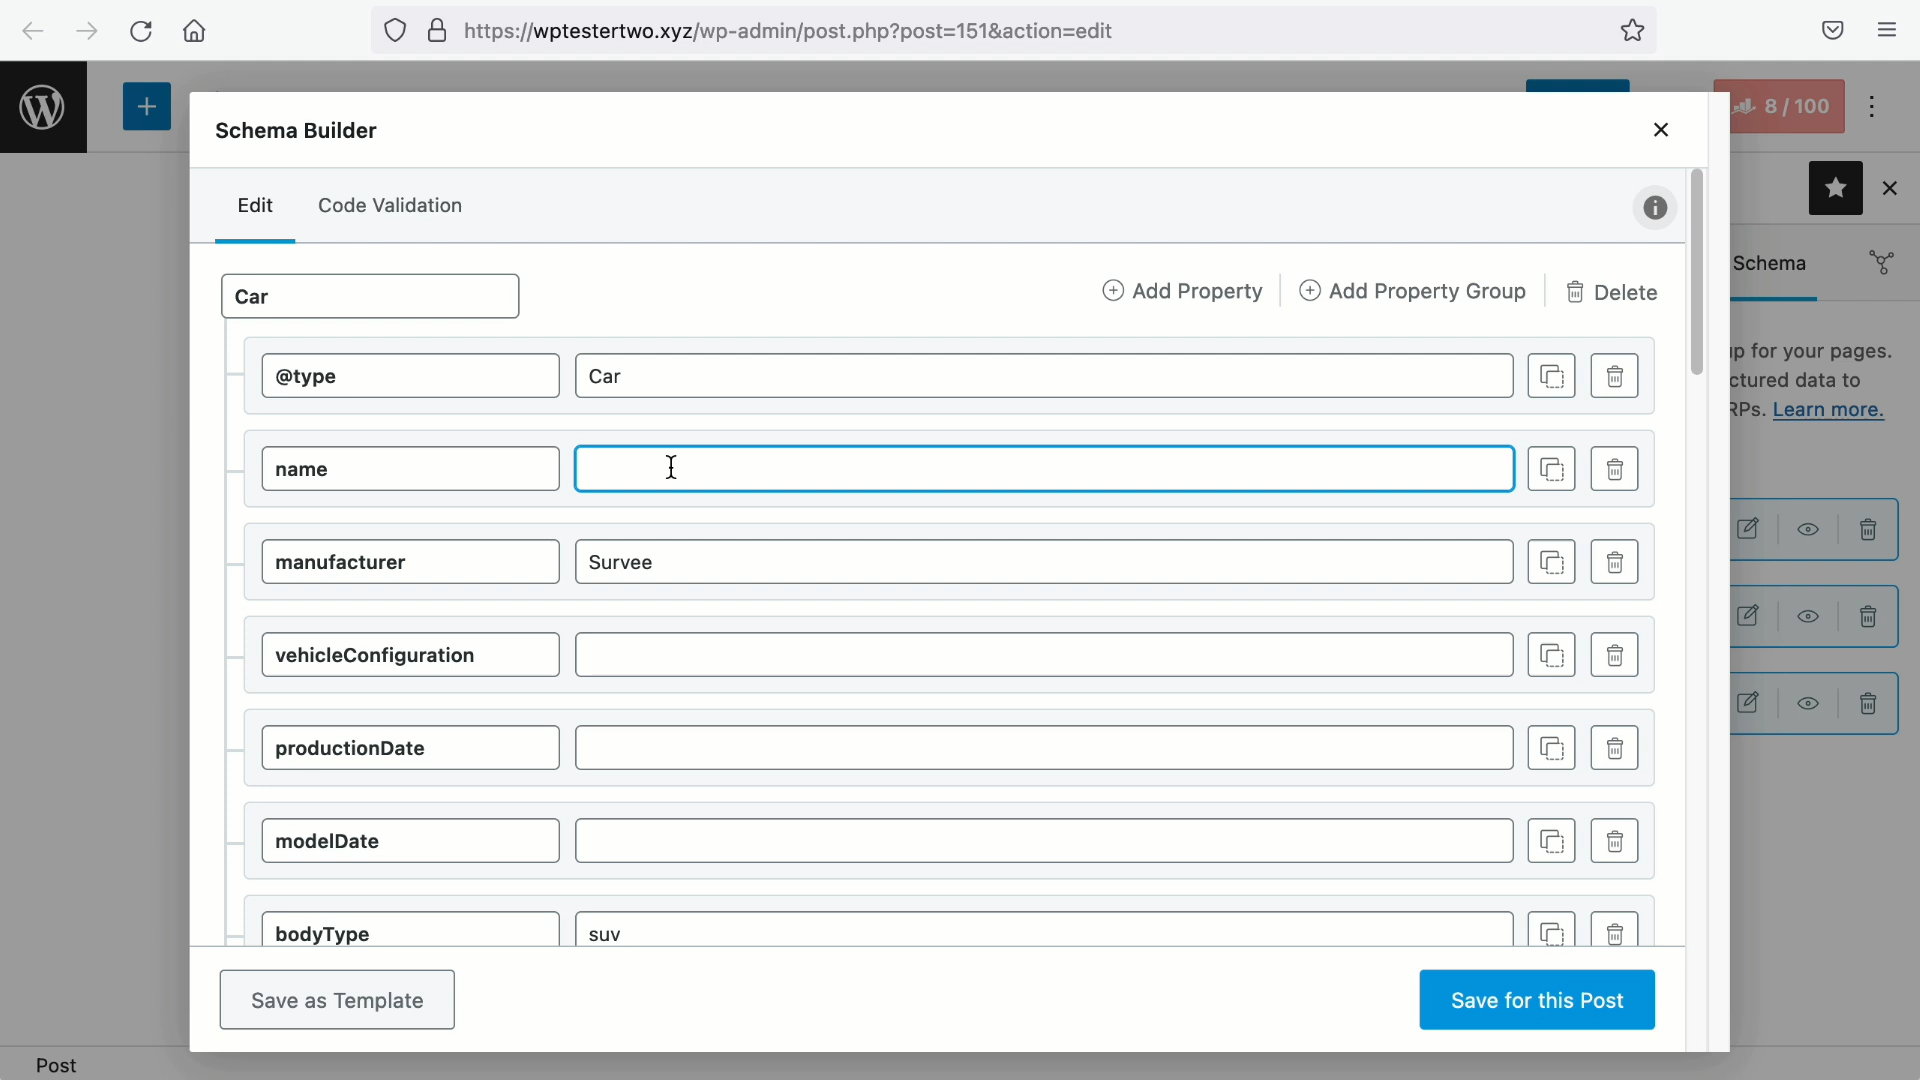 https://wptestertwo.xyz/wp-admin/post.php?post=151&action=edit
8 / 100
Schema Builder
Edit
Code Validation
Schema
Car
Add Property
Add Property Group
Delete
@type
Car
up for your pages.
ctured data to
RPs. Learn more.
name
manufacturer
Survee
vehicleConfiguration
productionDate
modelDate
bodyType
suv
Save as Template
Save for this Post
Post